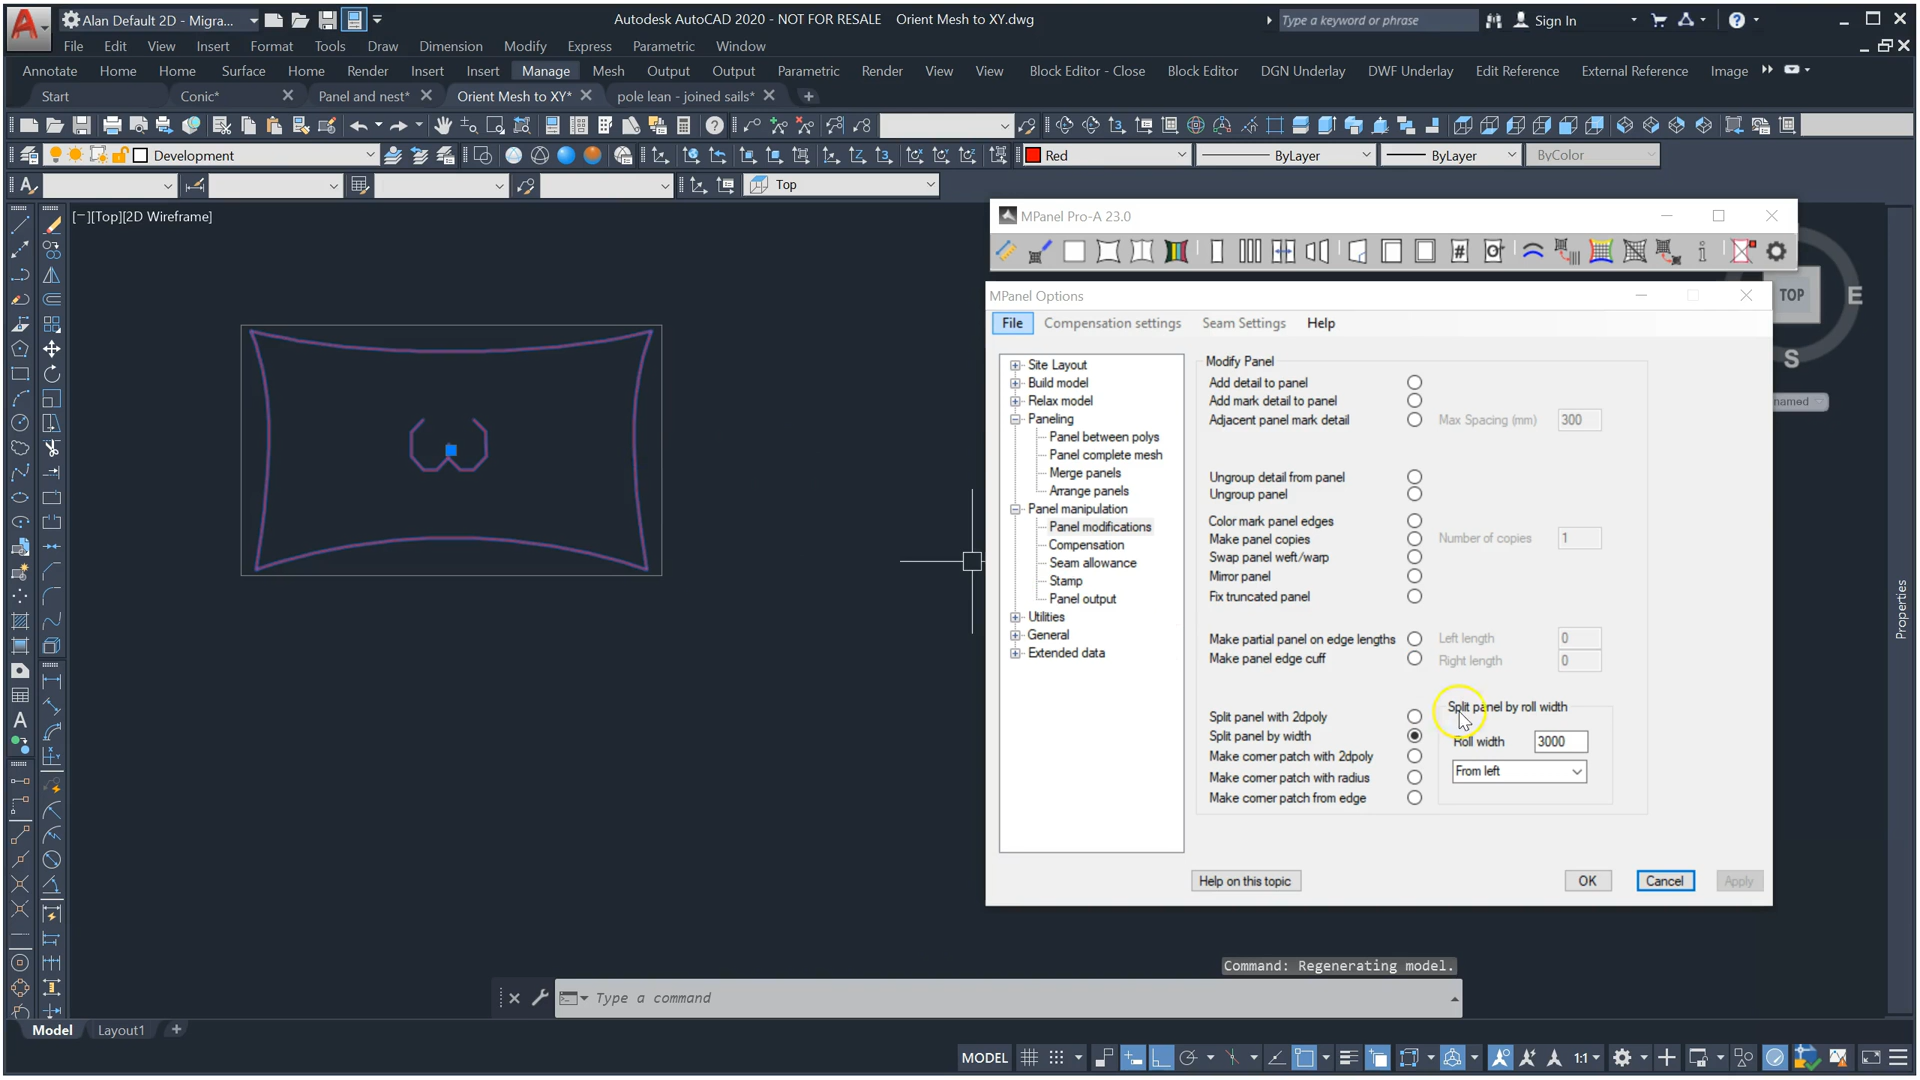 Alan Default 2D - Migra...
Autodesk AutoCAD 2020 - NOT FOR RESALE Orient Mesh to XY.dwg
Type a keyword or phrase
Sign In
File Edit View Insert Format Tools Draw Dimension Modify Express Parametric Window
Annotate Home Home Surface Home Render Insert Insert Manage Mesh Output Output Parametric Render View View Block Editor - Close Block Editor DGN Underlay DWF Underlay Edit Reference External Reference Image
Start Conic* Panel and nest* Orient Mesh to XY* pole lean - joined sails*
Development Red ByLayer ByLayer ByColor
Top
[−][Top][2D Wireframe]
MPanel Pro-A 23.0
TOP E
S
named
MPanel Options
File Compensation settings Seam Settings Help
Site Layout
Build model
Relax model
Paneling
Panel between polys
Panel complete mesh
Merge panels
Arrange panels
Panel manipulation
Panel modifications
Compensation
Seam allowance
Stamp
Panel output
Utilities
General
Extended data
Modify Panel
Add detail to panel
Add mark detail to panel
Adjacent panel mark detail Max Spacing (mm) 300
Ungroup detail from panel
Ungroup panel
Color mark panel edges
Make panel copies Number of copies 1
Swap panel weft/warp
Mirror panel
Fix truncated panel
Make partial panel on edge lengths Left length 0
Make panel edge cuff Right length 0
Split panel by roll width
Split panel with 2dpoly
Split panel by width Roll width 3000
Make corner patch with 2dpoly
From left
Make corner patch with radius
Make corner patch from edge
Help on this topic OK Cancel Apply
Properties
Command: Regenerating model.
Type a command
Model Layout1
MODEL 1:1